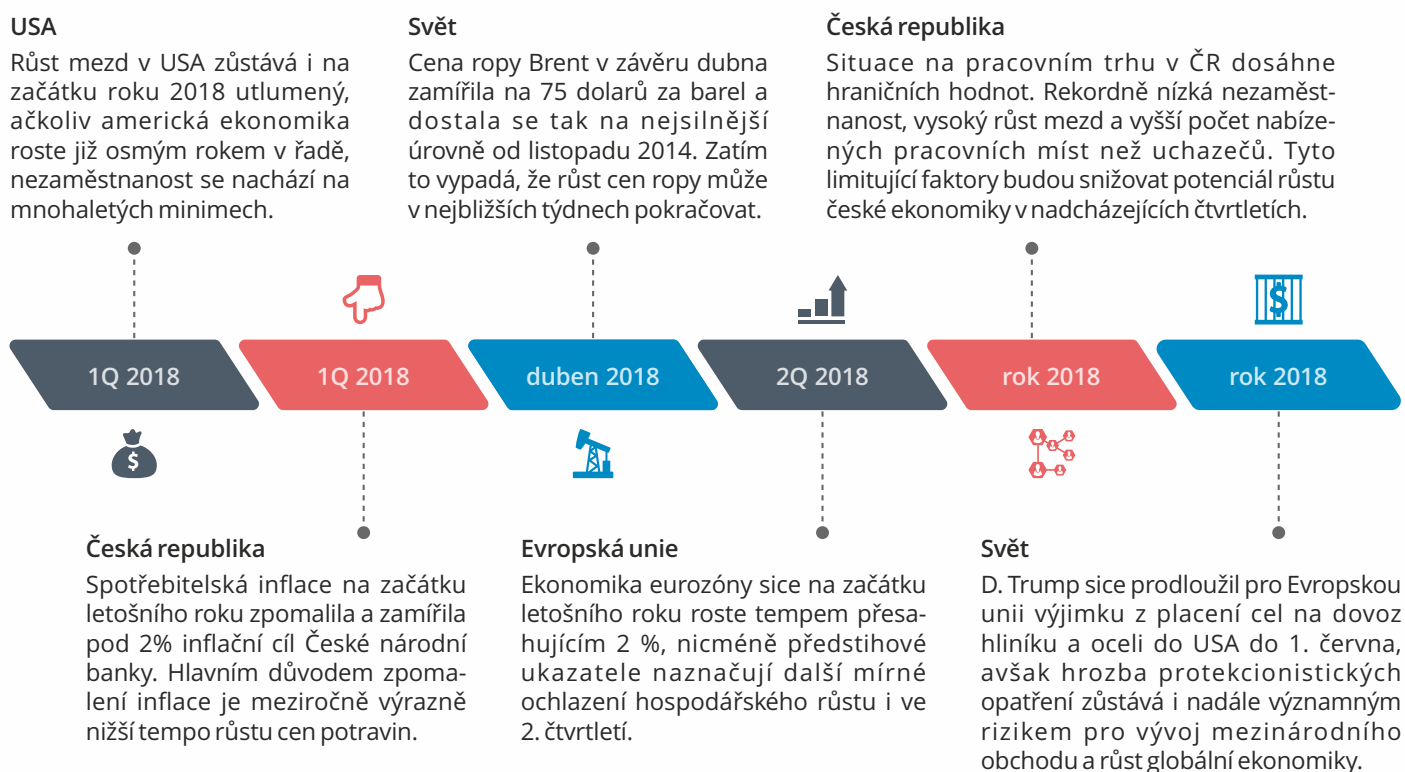 USA
Růst mezd v USA zůstává i na
začátku roku 2018 utlumený,
ačkoliv americká ekonomika
roste již osmým rokem v řadě,
nezaměstnanost se nachází na
mnohaletých minimech.
Svět
Cena ropy Brent v závěru dubna
zamířila na 75 dolarů za barel a
dostala se tak na nejsilnější
úrovně od listopadu 2014. Zatím
to vypadá, že růst cen ropy může
v nejbližších týdnech pokračovat.
Česká republika
Situace na pracovním trhu v ČR dosáhne
hraničních hodnot. Rekordně nízká nezaměst-
nanost, vysoký růst mezd a vyšší počet nabíze-
ných pracovních míst než uchazečů. Tyto
limitující faktory budou snižovat potenciál růstu
české ekonomiky v nadcházejících čtvrtletích.
$
1Q 2018
1Q 2018
duben 2018
2Q 2018
rok 2018
rok 2018
$
Česká republika
Spotřebitelská inflace na začátku
letošního roku zpomalila a zamířila
pod 2% inflační cíl České národní
banky. Hlavním důvodem zpoma-
lení inflace je meziročně výrazně
nižší tempo růstu cen potravin.
Evropská unie
Ekonomika eurozóny sice na začátku
letošního roku roste tempem přesa-
hujícím 2 %, nicméně předstihové
ukazatele naznačují další mírné
ochlazení hospodářského růstu i ve
2. čtvrtletí.
Svět
D. Trump sice prodloužil pro Evropskou
unii výjimku z placení cel na dovoz
hliníku a oceli do USA do 1. června,
avšak hrozba protekcionistických
opatření zůstává i nadále významným
rizikem pro vývoj mezinárodního
obchodu a růst globální ekonomiky.